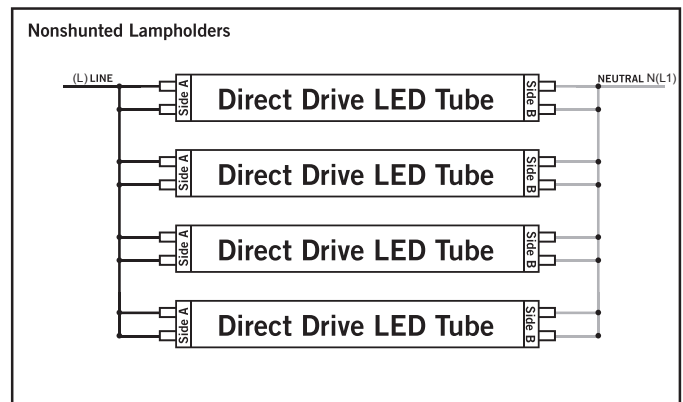 Nonshunted Lampholders
(L) LINE
NEUTRAL N(L1)
Side A
Direct Drive LED Tube
Side B
Side A
Direct Drive LED Tube
Side B
Side A
Direct Drive LED Tube
Side B
Side A
Direct Drive LED Tube
Side B